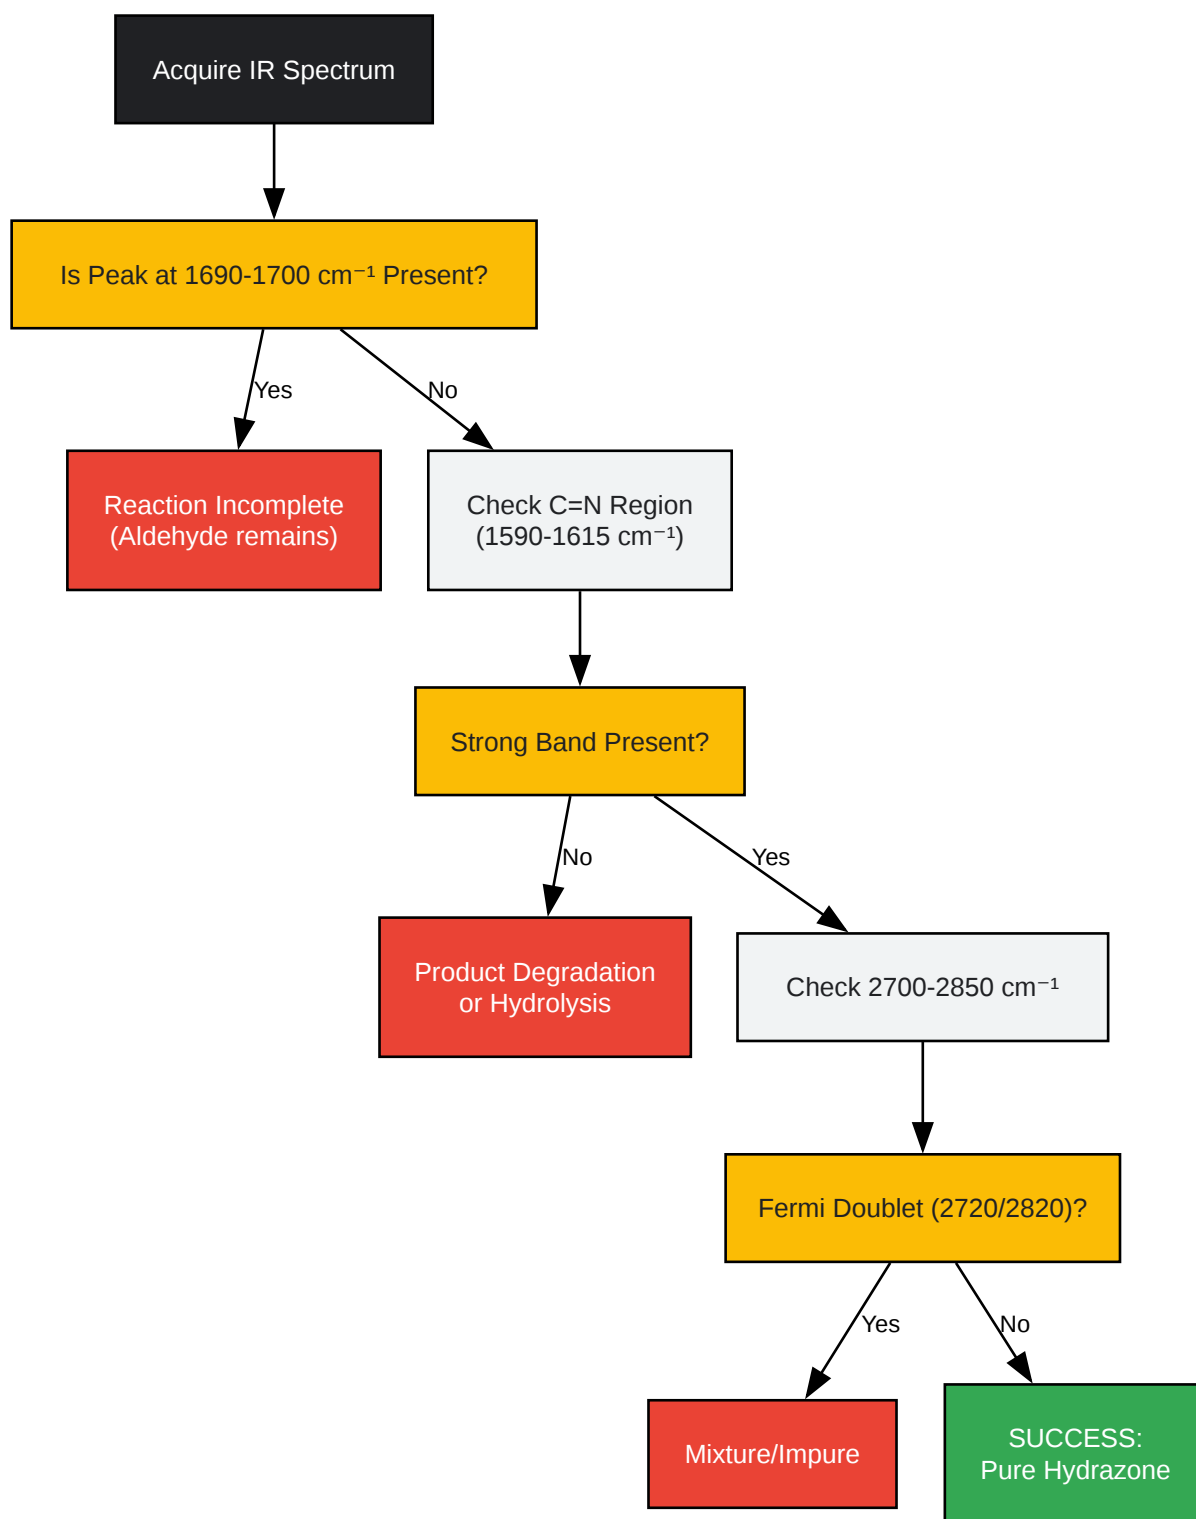 Acquire IR Spectrum
Is Peak at 1690-1700 cm⁻¹ Present?
Yes
No
Reaction Incomplete
(Aldehyde remains)
Check C=N Region
(1590-1615 cm⁻¹)
Strong Band Present?
No
Yes
Product Degradation
or Hydrolysis
Check 2700-2850 cm⁻¹
Fermi Doublet (2720/2820)?
Yes
No
Mixture/Impure
SUCCESS:
Pure Hydrazone